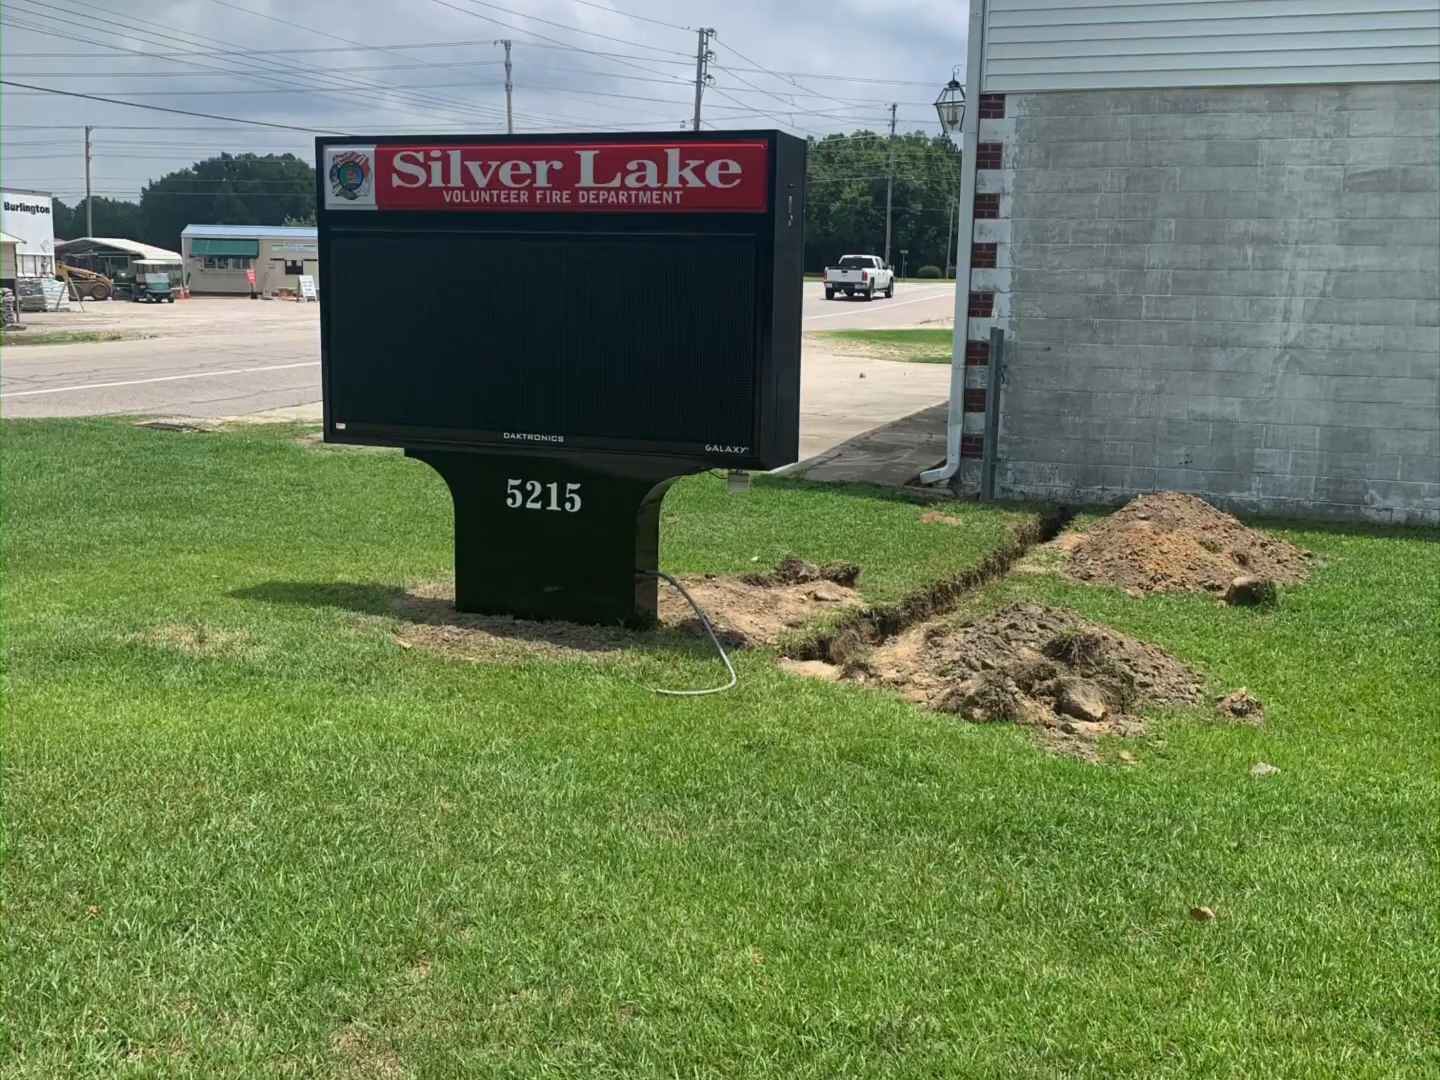 Silver Lake
VOLUNTEER FIRE DEPARTMENT
Burlington
DAKTRONICS
GALAXY
5215